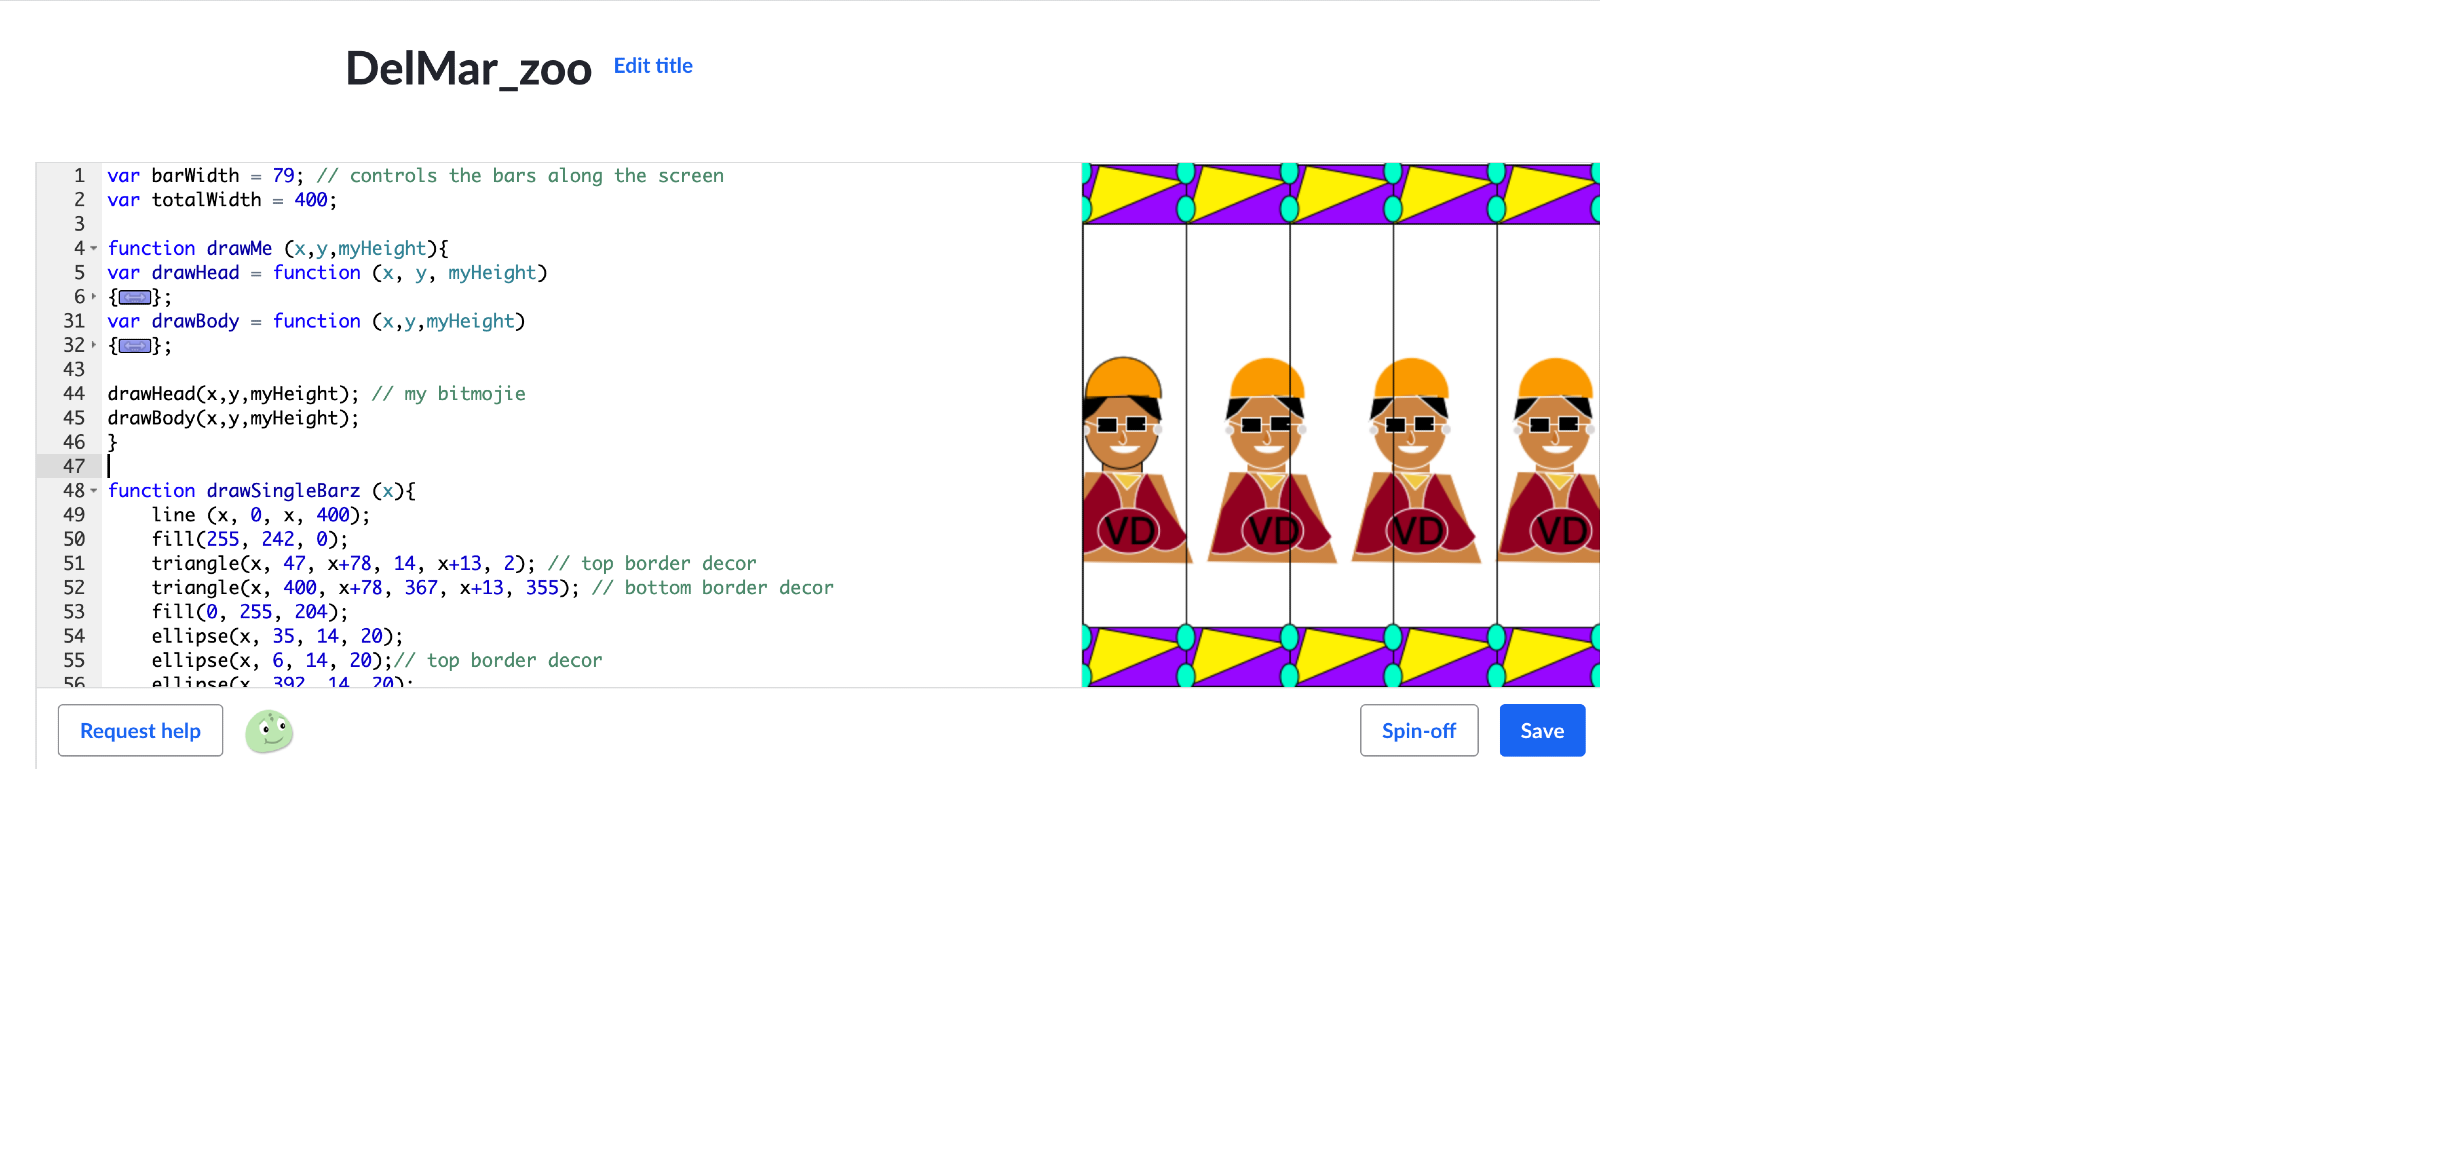 DelMar_zoo Edit title
1 var barWidth = 79; // controls the bars along the screen
2 var totalWidth = 400;
3
4 function drawMe (x,y,myHeight){
5 var drawHead = function (x, y, myHeight)
6 {};
31 var drawBody = function (x,y,myHeight)
32 {};
43
44 drawHead(x,y,myHeight); // my bitmojie
45 drawBody(x,y,myHeight);
46 }
47
48 function drawSingleBarz (x){
49 line (x, 0, x, 400);
50 fill(255, 242, 0);
51 triangle(x, 47, x+78, 14, x+13, 2); // top border decor
52 triangle(x, 400, x+78, 367, x+13, 355); // bottom border decor
53 fill(0, 255, 204);
54 ellipse(x, 35, 14, 20);
55 ellipse(x, 6, 14, 20);// top border decor
56 ellipse(x, 392, 14, 20);
VD VD VD VD
Request help Spin-off Save